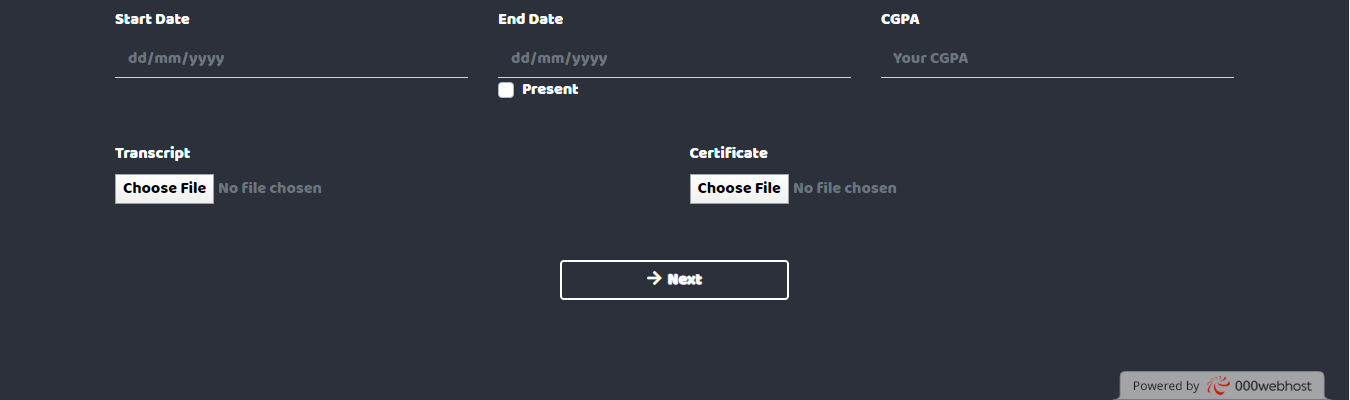 Start Date End Date CGPA
dd/mm/yyyy dd/mm/yyyy Your CGPA
Present
Transcript Certificate
Choose File No file chosen Choose File No file chosen
Next
Powered by 000webhost